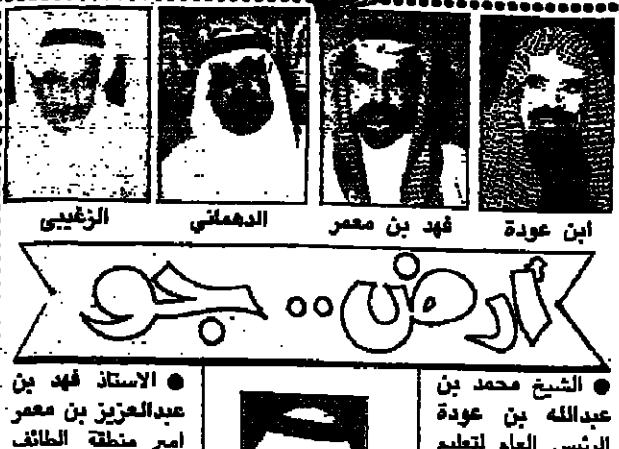 ابن عودة
فهد بن معمر
الدهماني
الزغيبي
أرض.. جو
● الشيخ محمد بن
عبدالله بن عودة
الرئيس العام لتعليم
● الاستاذ فهد بن
عبدالعزيز بن معمر
امير منطقة الطائف